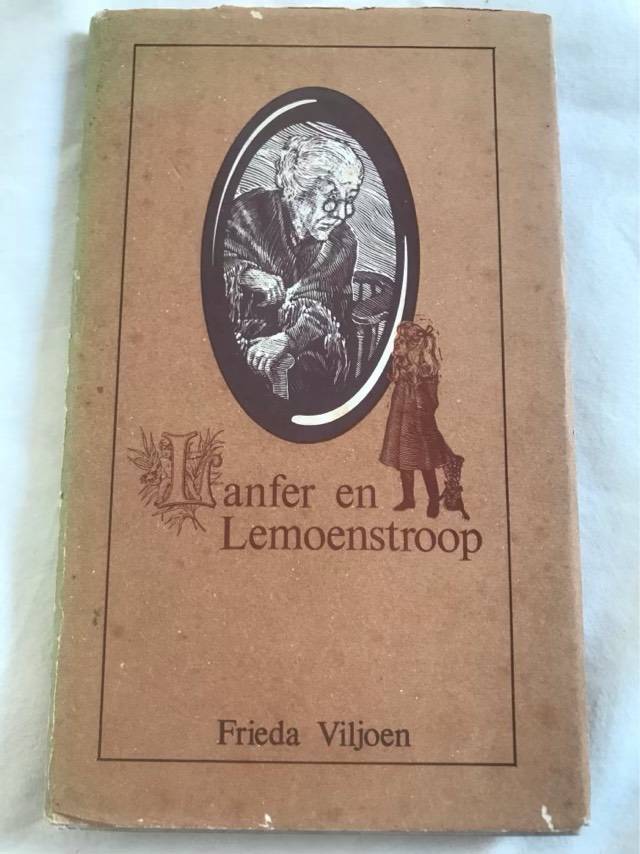 Lanfer en
Lemoenstroop
Frieda Viljoen